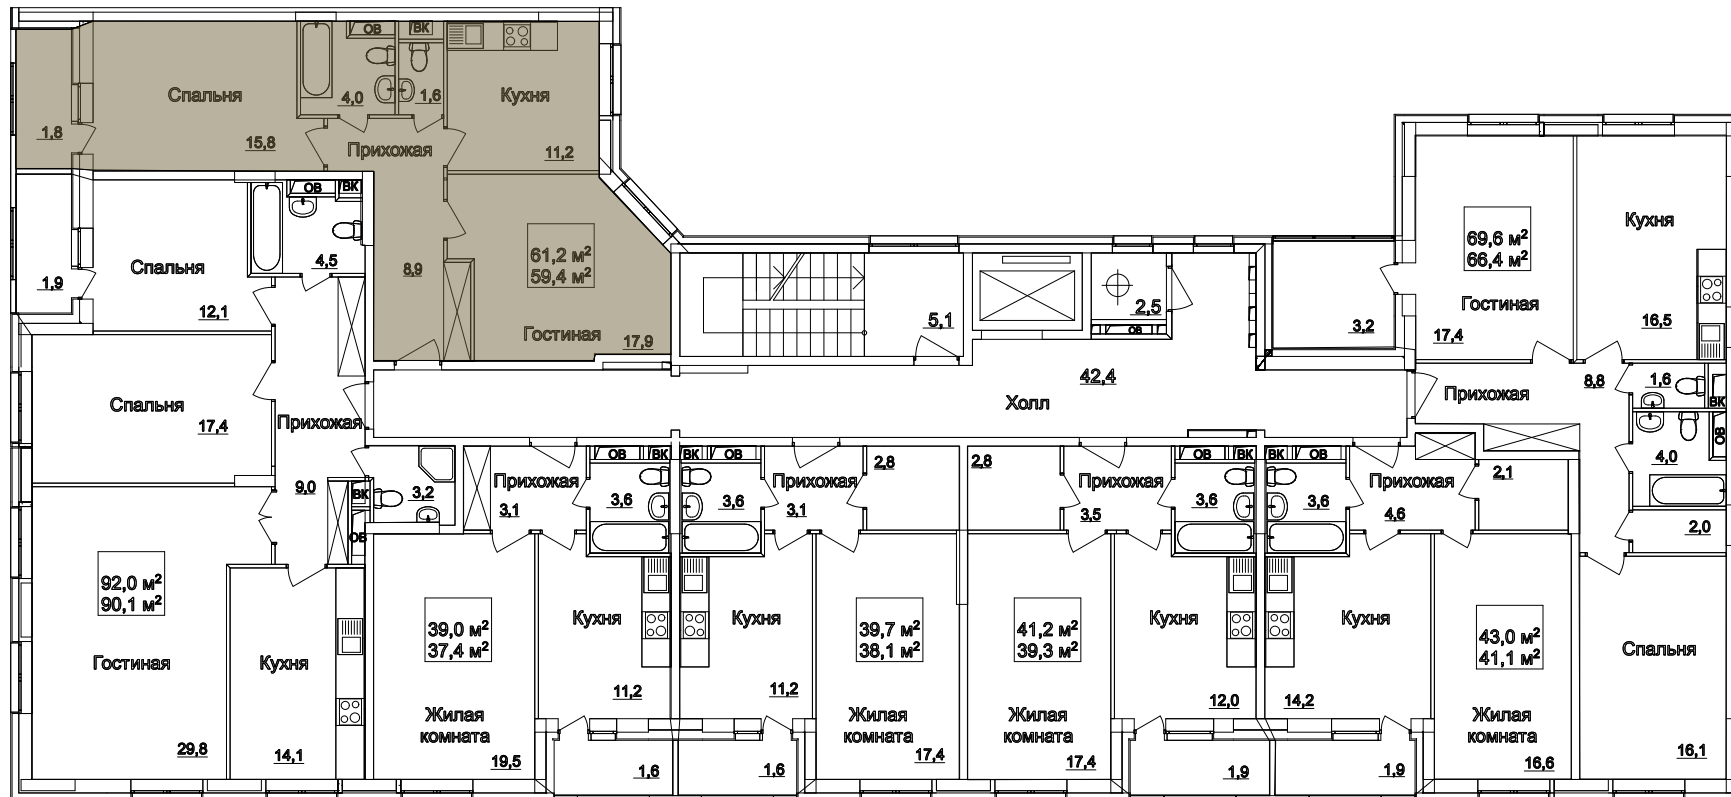 ОВ
ВК
Кухня
Спальня
4,0
1,6
1,8
15,8
Прихожая
11,2
ОВ
ВК
61,2 м²
59,4 м²
8,9
Гостиная
17,9
4,5
Спальня
1,9
12,1
5,1
2,5
ОВ
3,2
69,6 м²
66,4 м²
Гостиная
17,4
Кухня
16,5
Спальня
17,4
Прихожая
42,4
Холл
Прихожая
8,8
1,6
ВК
ОВ
4,0
2,0
9,0
ВК
ОВ
3,2
Прихожая
3,1
ОВ
ВК
3,6
ВК
ОВ
3,6
Прихожая
3,1
2,8
2,8
Прихожая
3,5
ОВ
ВК
3,6
ВК
ОВ
3,6
Прихожая
4,6
2,1
92,0 м²
90,1 м²
Гостиная
29,8
Кухня
14,1
39,0 м²
37,4 м²
Жилая
комната
19,5
Кухня
11,2
1,6
Кухня
11,2
1,6
39,7 м²
38,1 м²
Жилая
комната
17,4
41,2 м²
39,3 м²
Жилая
комната
17,4
Кухня
12,0
1,9
Кухня
14,2
1,9
43,0 м²
41,1 м²
Жилая
комната
16,6
Спальня
16,1